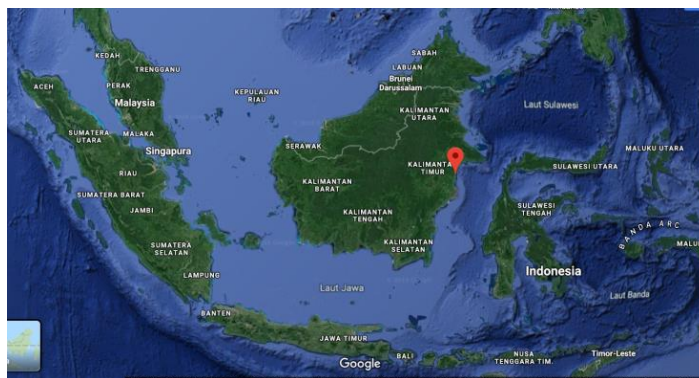 SABAH
KEDAH
LABUAN
TRENGGANU
Brunei
Darussalam
ACEH
PERAK
KEPULAUAN
RIAU
Laut Sulawesi
Malaysia
KALIMANTAN
UTARA
SUMATERA
UTARA
MALAKA
SERAWAK
MALUKU UTARA
Singapura
KALIMANTA
TIMUR
SULAWESI UTARA
RIAU
KALIMANTAN
BARAT
SUMATERA BARAT
JAMBI
SULAWESI
TENGAH
KALIMANTAN
TENGAH
BANDA ARC
SUMATERA
SELATAN
KALIMANTAN
SELATAN
MALU
LAMPUNG
Indonesia
Laut Jawa
Laut Banda
BANTEN
JAWA TIMUR
BALI
NUSA
TENGGARA TIM.
Timor-Leste
Google